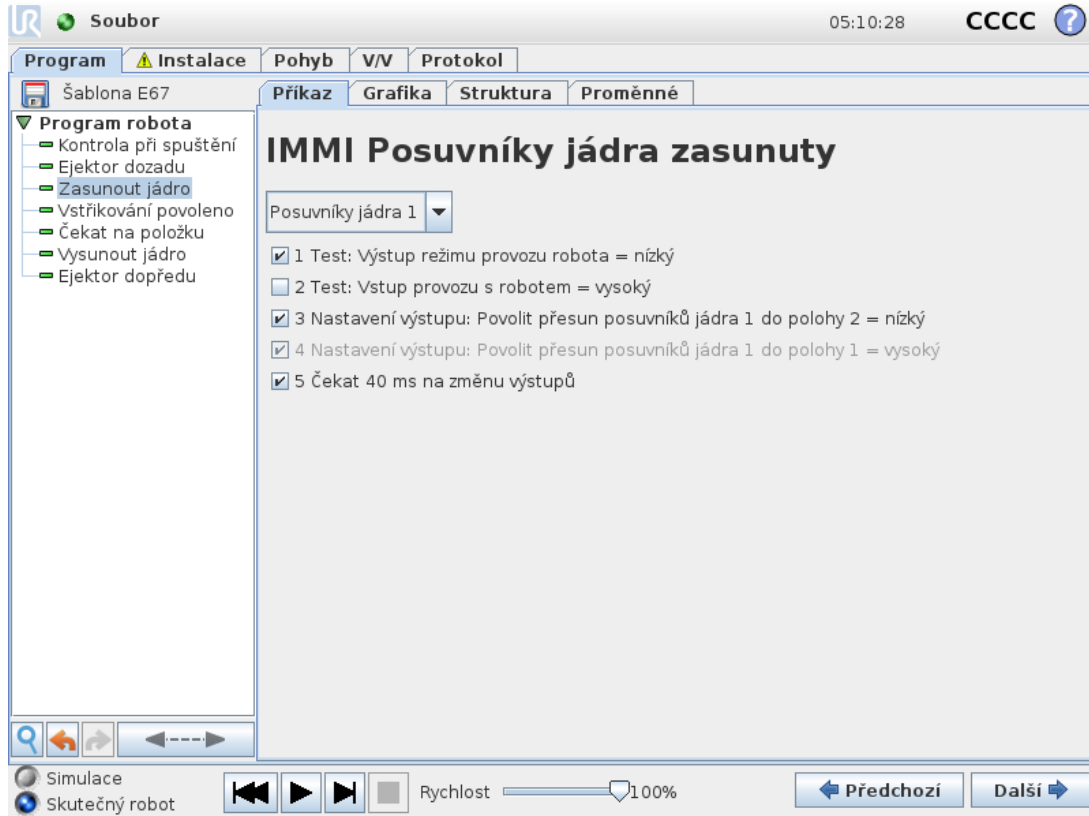 UR Soubor 05:10:28 CCCC ?
Program Instalace Pohyb V/V Protokol
Šablona E67
Příkaz Grafika Struktura Proměnné
Program robota
Kontrola při spuštění
Ejektor dozadu
Zasunout jádro
Vstřikování povoleno
Čekat na položku
Vysunout jádro
Ejektor dopředu
IMMI Posuvníky jádra zasunuty
Posuvníky jádra 1
1 Test: Výstup režimu provozu robota = nízký
2 Test: Vstup provozu s robotem = vysoký
3 Nastavení výstupu: Povolit přesun posuvníků jádra 1 do polohy 2 = nízký
4 Nastavení výstupu: Povolit přesun posuvníků jádra 1 do polohy 1 = vysoký
5 Čekat 40 ms na změnu výstupů
Simulace
Skutečný robot
Rychlost 100%
Předchozí Další